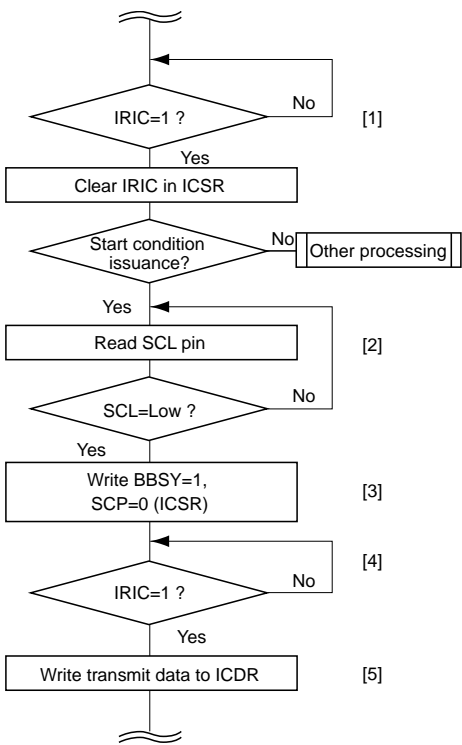 IRIC=1 ?
No
[1]
Yes
Clear IRIC in ICSR
Start condition
issuance?
No
Other processing
Yes
Read SCL pin
[2]
SCL=Low ?
No
Yes
Write BBSY=1,
SCP=0 (ICSR)
[3]
[4]
IRIC=1 ?
No
Yes
Write transmit data to ICDR
[5]